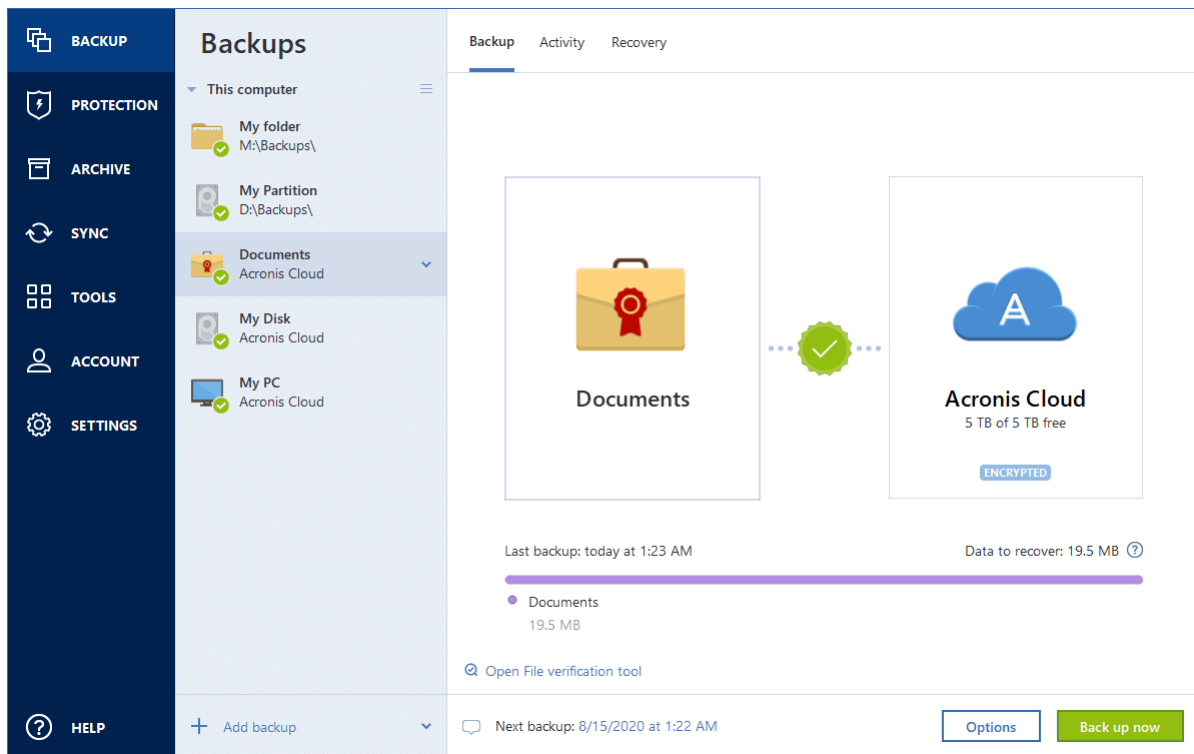 BACKUP
PROTECTION
ARCHIVE
SYNC
TOOLS
ACCOUNT
SETTINGS
HELP
Backups
This computer
My folder
M:\Backups\
My Partition
D:\Backups\
Documents
Acronis Cloud
My Disk
Acronis Cloud
My PC
Acronis Cloud
Add backup
Backup Activity Recovery
Documents
Acronis Cloud
5 TB of 5 TB free
ENCRYPTED
Last backup: today at 1:23 AM
Data to recover: 19.5 MB ?
Documents
19.5 MB
Open File verification tool
Next backup: 8/15/2020 at 1:22 AM
Options
Back up now